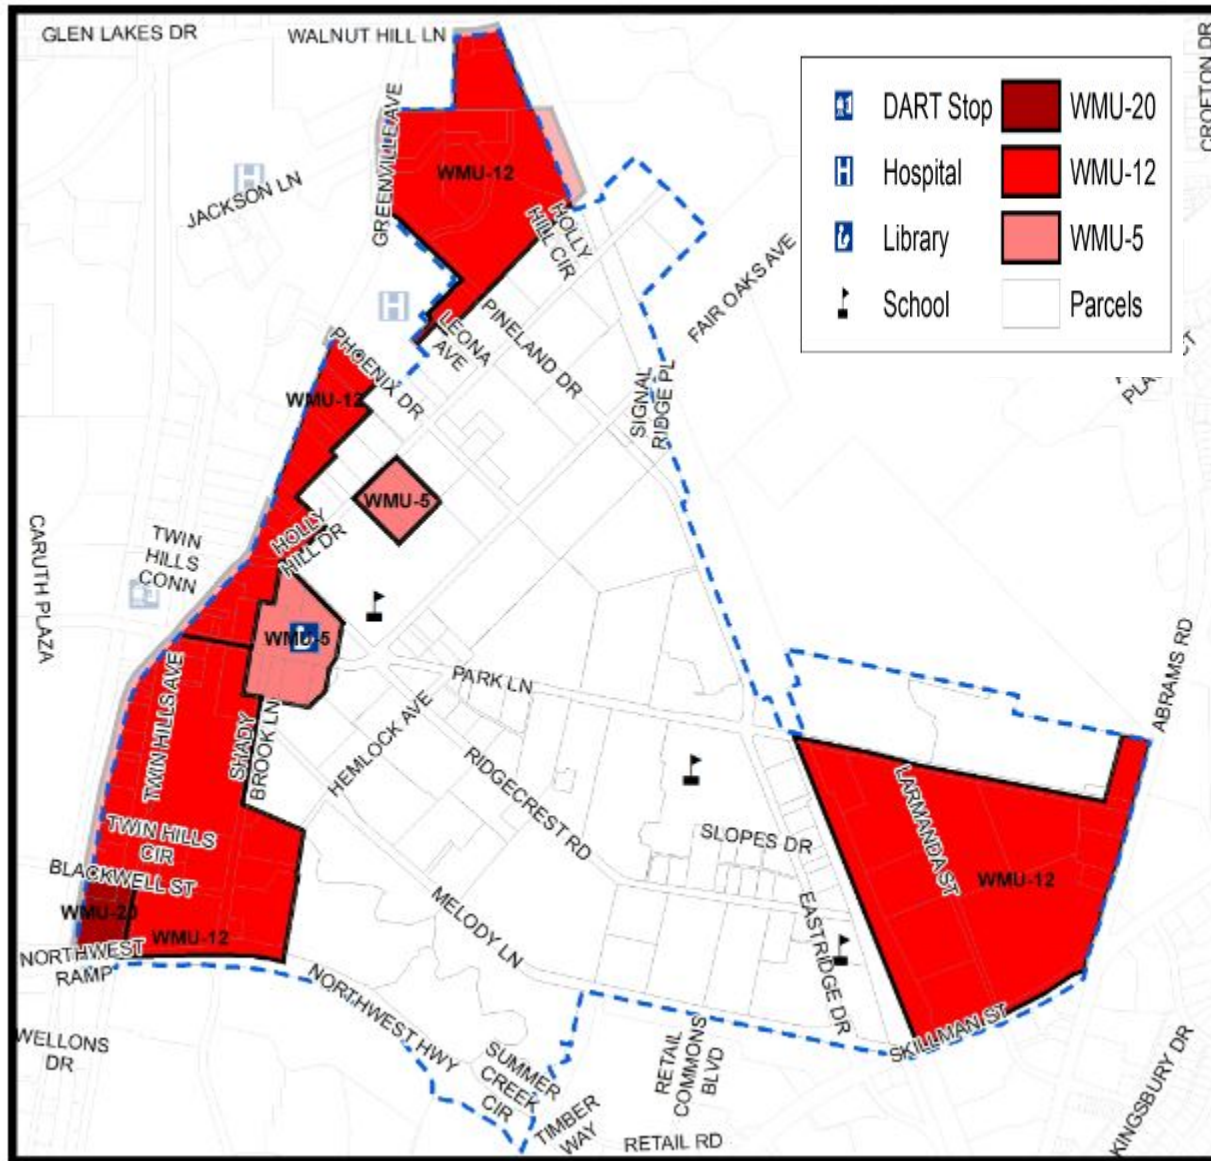 GLEN LAKES DR
WALNUT HILL LN
CROFTON DR
DART Stop
WMU-20
Hospital
WMU-12
Library
WMU-5
School
Parcels
GREENVILLE AVE
WMU-12
JACKSON LN
HOLLY
HILL CIR
FAIR OAKS AVE
LEONA
AVE
PINELAND DR
PHOENIX DR
SIGNAL
RIDGE PL
WMU-12
WMU-5
HOLLY
HILL DR
TWIN
HILLS
CONN
CARUTH PLAZA
WMU-5
PARK LN
ABRAMS RD
TWIN HILLS AVE
SHADY
BROOK LN
HEMLOCK AVE
RIDGECREST RD
LARMANDA ST
SLOPES DR
TWIN HILLS
CIR
BLACKWELL ST
WMU-20
WMU-12
WMU-12
MELODY LN
EASTRIDGE DR
NORTHWEST
RAMP
NORTHWEST HWY
SKILLMAN ST
WELLONS
DR
SUMMER
CREEK
CIR
RETAIL
COMMONS
BLVD
TIMBER
WAY
RETAIL RD
KINGSBURY DR